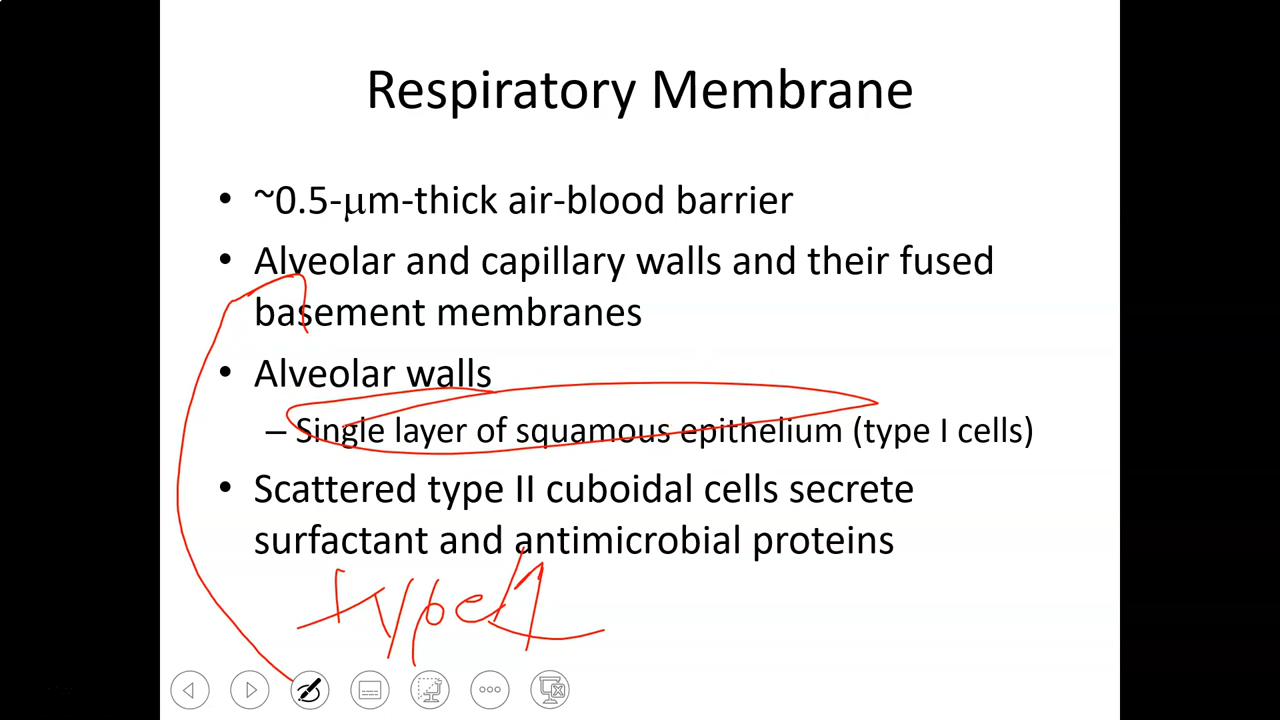 Respiratory Membrane
• ~0.5-μm-thick air-blood barrier
• Alveolar and capillary walls and their fused
basement membranes
• Alveolar walls
– Single layer of squamous epithelium (type I cells)
• Scattered type II cuboidal cells secrete
surfactant and antimicrobial proteins
type 1